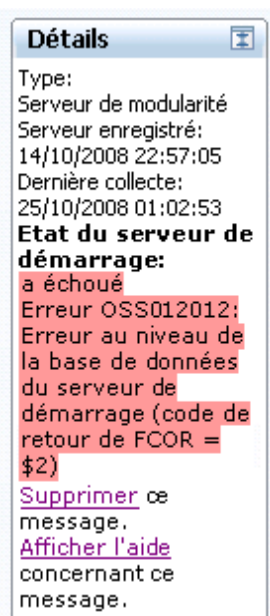 Détails
Type:
Serveur de modularité
Serveur enregistré:
14/10/2008 22:57:05
Dernière collecte:
25/10/2008 01:02:53
Etat du serveur de
démarrage:
a échoué
Erreur OSS012012:
Erreur au niveau de
la base de données
du serveur de
démarrage (code de
retour de FCOR =
$2)
Supprimer ce
message.
Afficher l'aide
concernant ce
message.